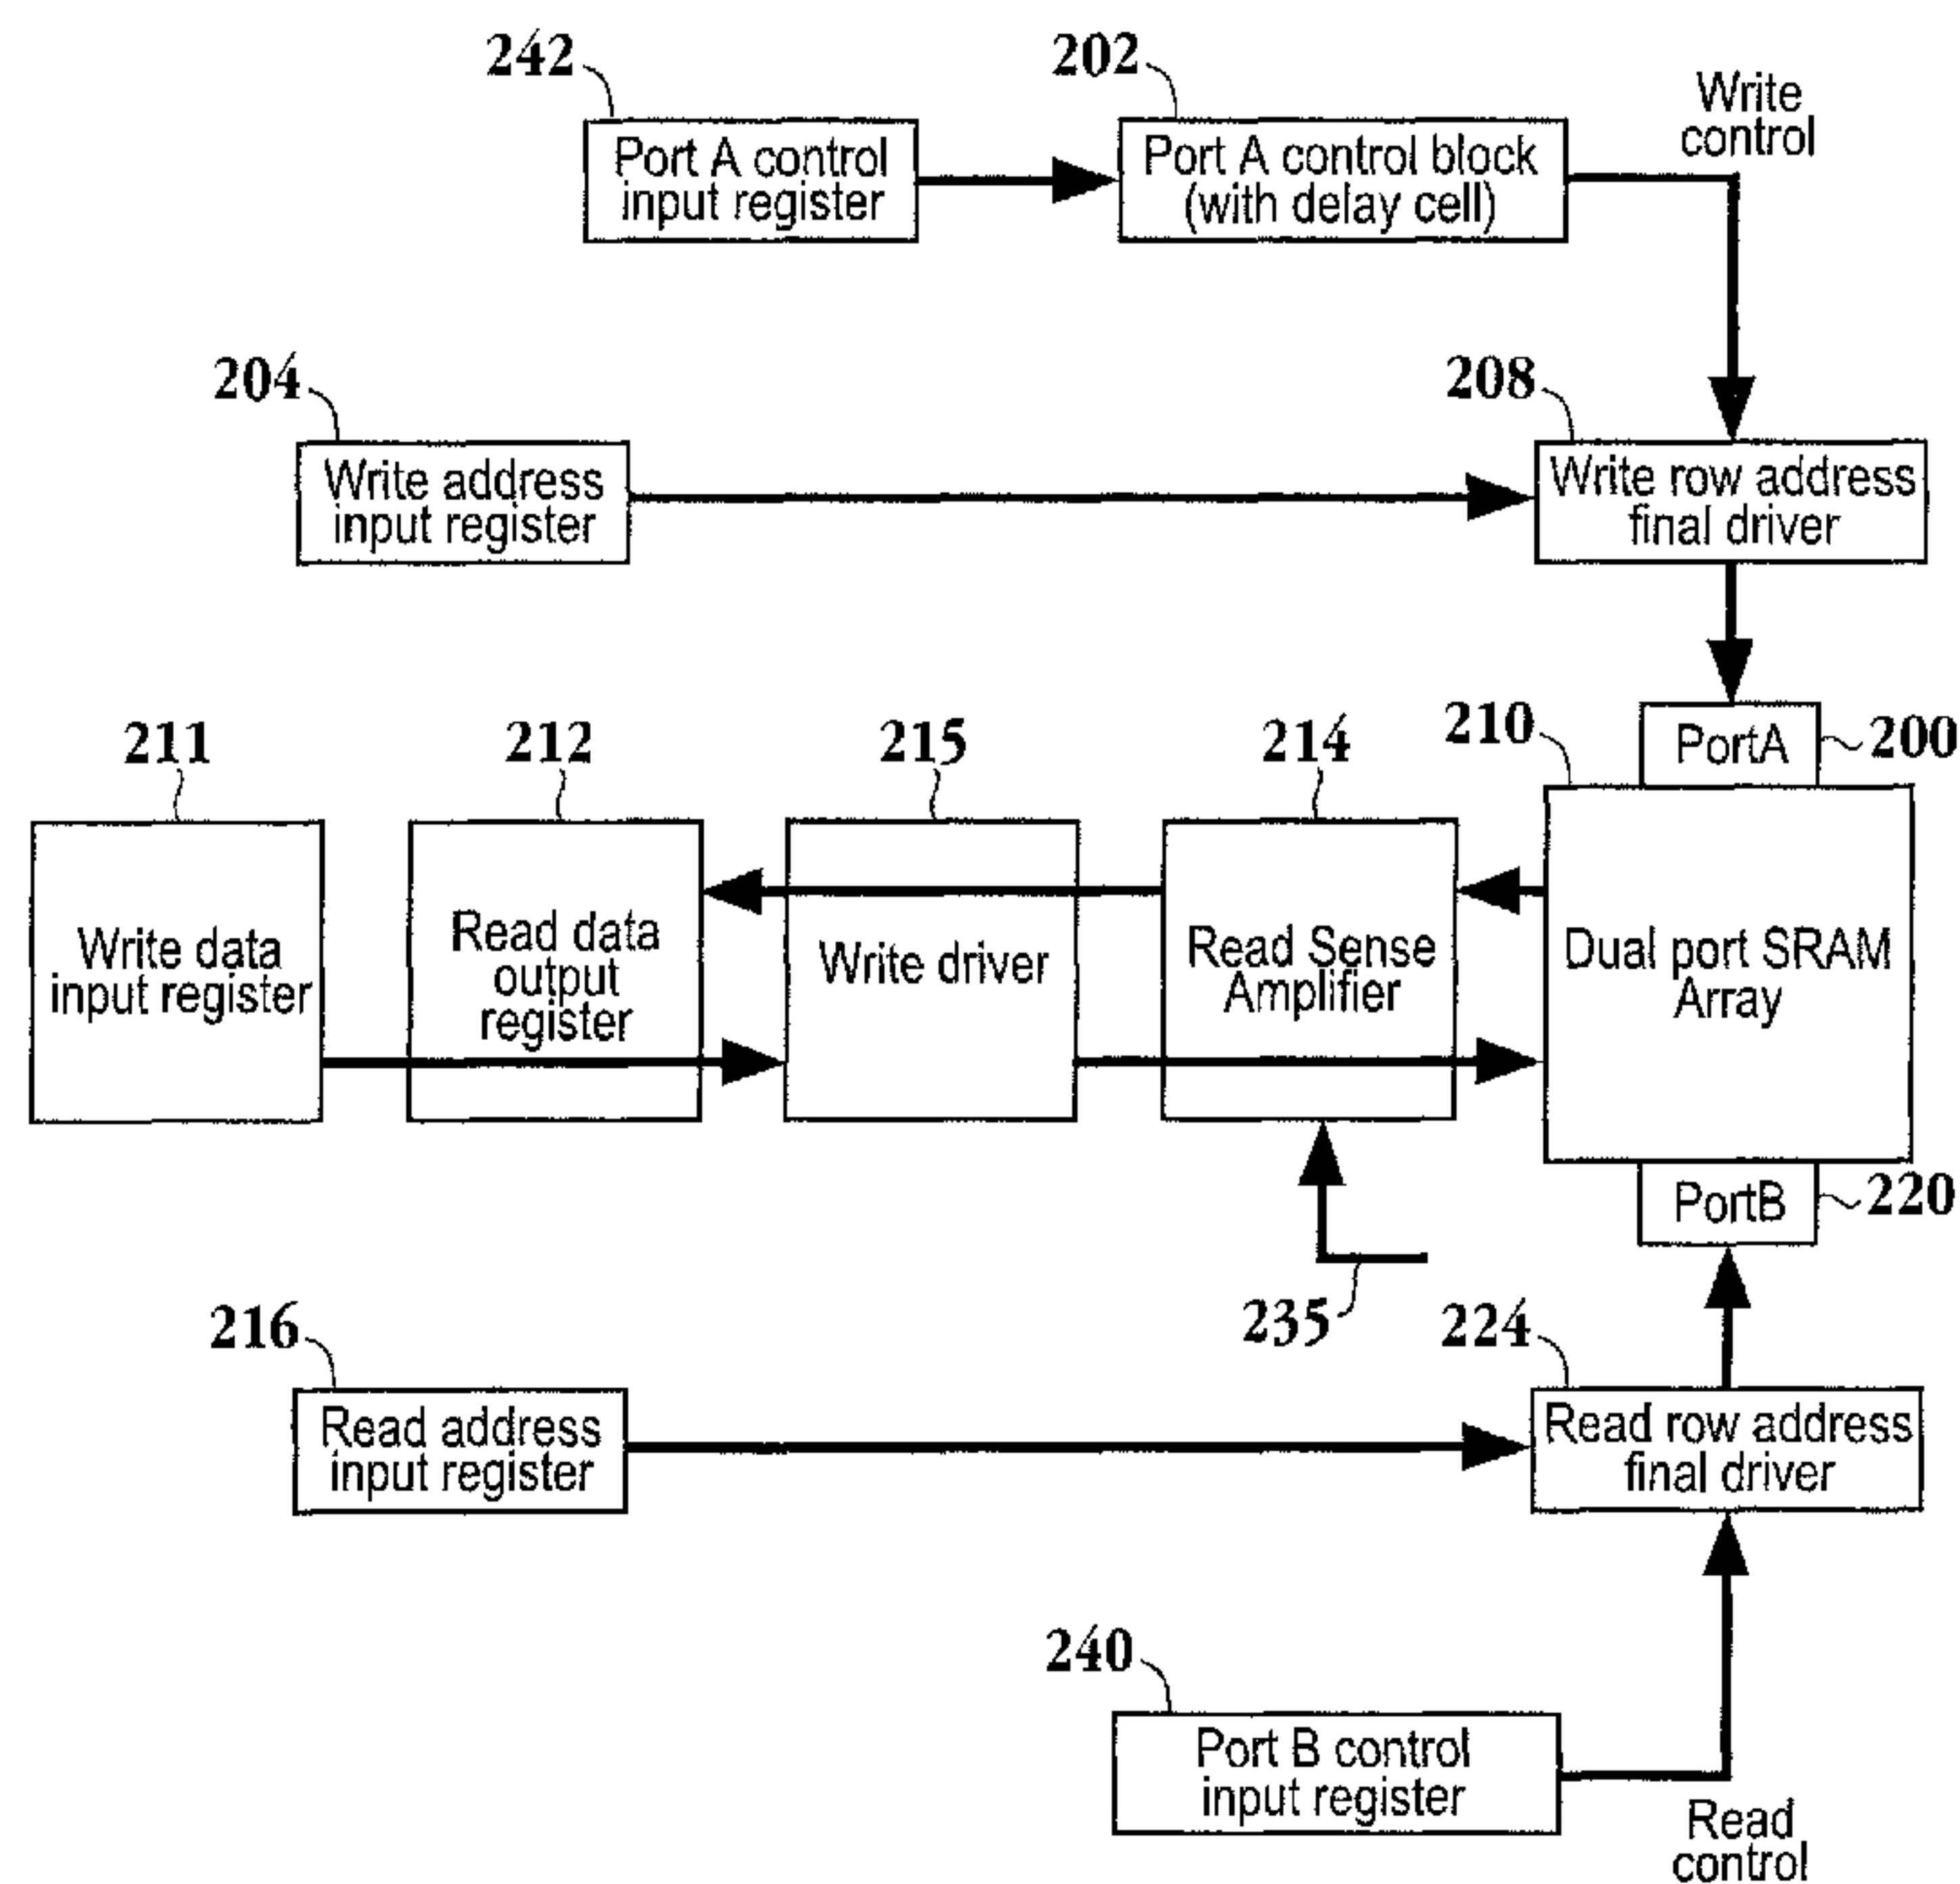 242
202
Write
control
Port A control
input register
Port A control block
(with delay cell)
204
208
Write address
input register
Write row address
final driver
211
212
215
214
210
PortA
200
Write data
input register
Read data
output
register
Write driver
Read Sense
Amplifier
Dual port SRAM
Array
PortB
220
235
216
224
Read address
input register
Read row address
final driver
240
Port B control
input register
Read
control